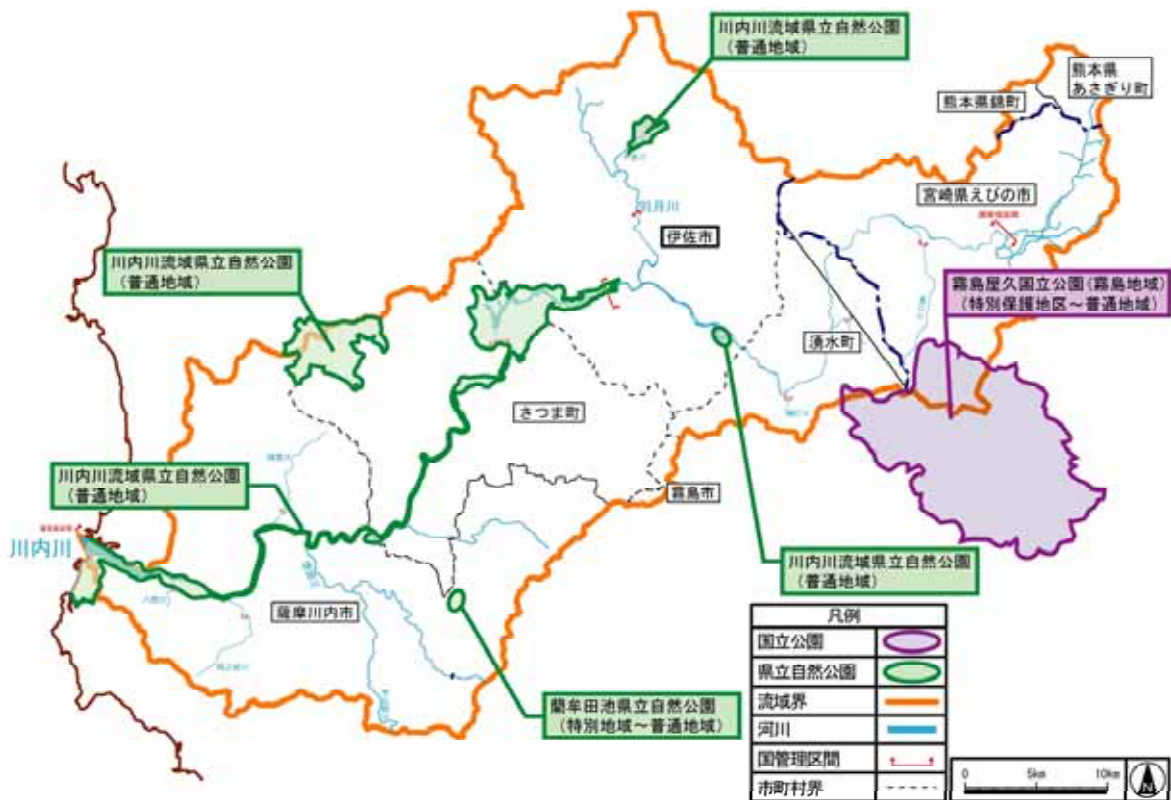 川内川流域県立自然公園
(普通地域)
熊本県
あさぎり町
熊本県錦町
宮崎県えびの市
羽月川
伊佐市
川内川流域県立自然公園
(普通地域)
霧島屋久国立公園(霧島地域)
(特別保護地区～普通地域)
湧水町
さつま町
川内川流域県立自然公園
(普通地域)
霧島市
川内川
川内川流域県立自然公園
(普通地域)
薩摩川内市
藺牟田池県立自然公園
(特別地域～普通地域)
凡例
国立公園
県立自然公園
流域界
河川
国管理区間
市町村界
0 5km 10km
N